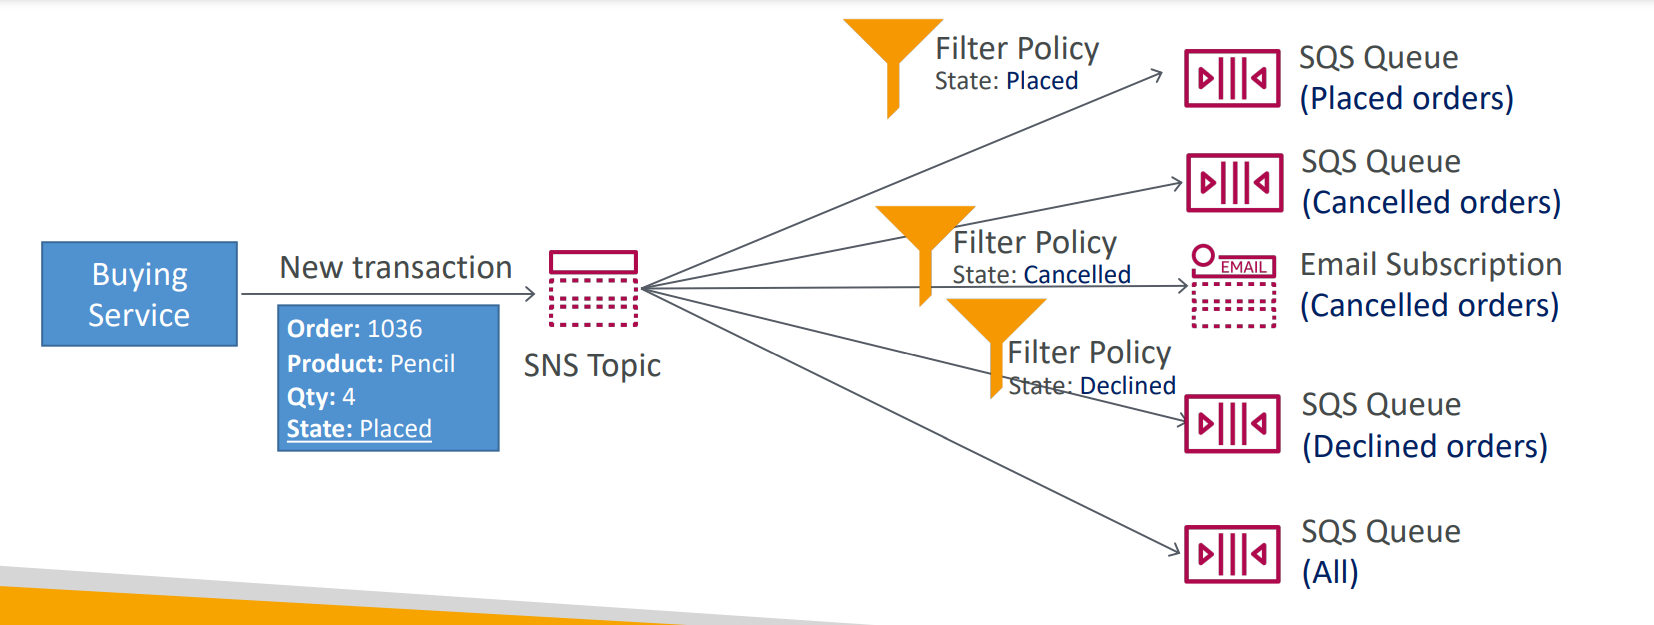 Buying
Service
New transaction
Order: 1036
Product: Pencil
Qty: 4
State: Placed
SNS Topic
Filter Policy
State: Placed
Filter Policy
State: Cancelled
Filter Policy
State: Declined
SQS Queue
(Placed orders)
SQS Queue
(Cancelled orders)
EMAIL
Email Subscription
(Cancelled orders)
SQS Queue
(Declined orders)
SQS Queue
(All)